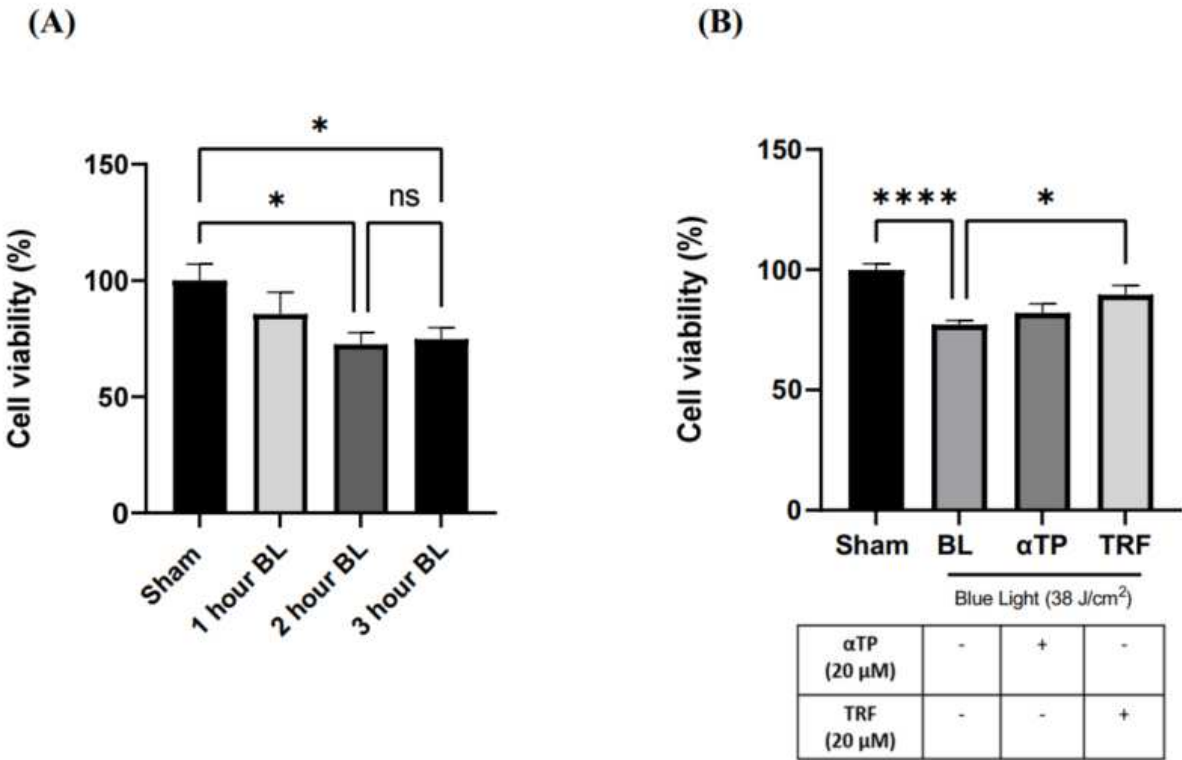 (A)
Cell viability (%)
150
100
50
0
*
*
ns
Sham
1 hour BL
2 hour BL
3 hour BL
(B)
Cell viability (%)
150
100
50
0
****
*
Sham BL αTP TRF
Blue Light (38 J/cm²)
αTP - + -
(20 µM)
TRF - - +
(20 µM)